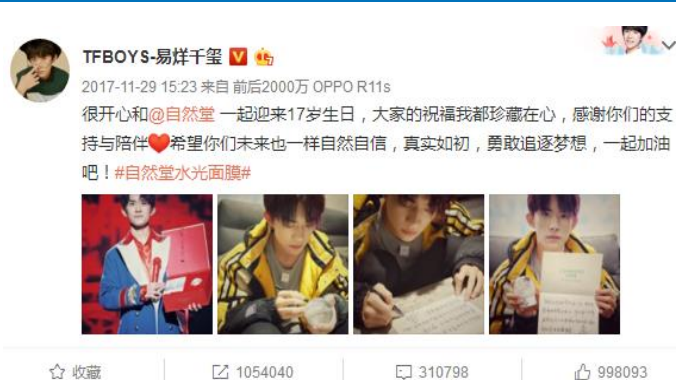 TFBOYS-易烊千玺
2017-11-29 15:23 来自 前后2000万 OPPO R11s
很开心和@自然堂 一起迎来17岁生日，大家的祝福我都珍藏在心，感谢你们的支
持与陪伴❤希望你们未来也一样自然自信，真实如初，勇敢追逐梦想，一起加油
吧！#自然堂水光面膜#
收藏
1054040
310798
998093